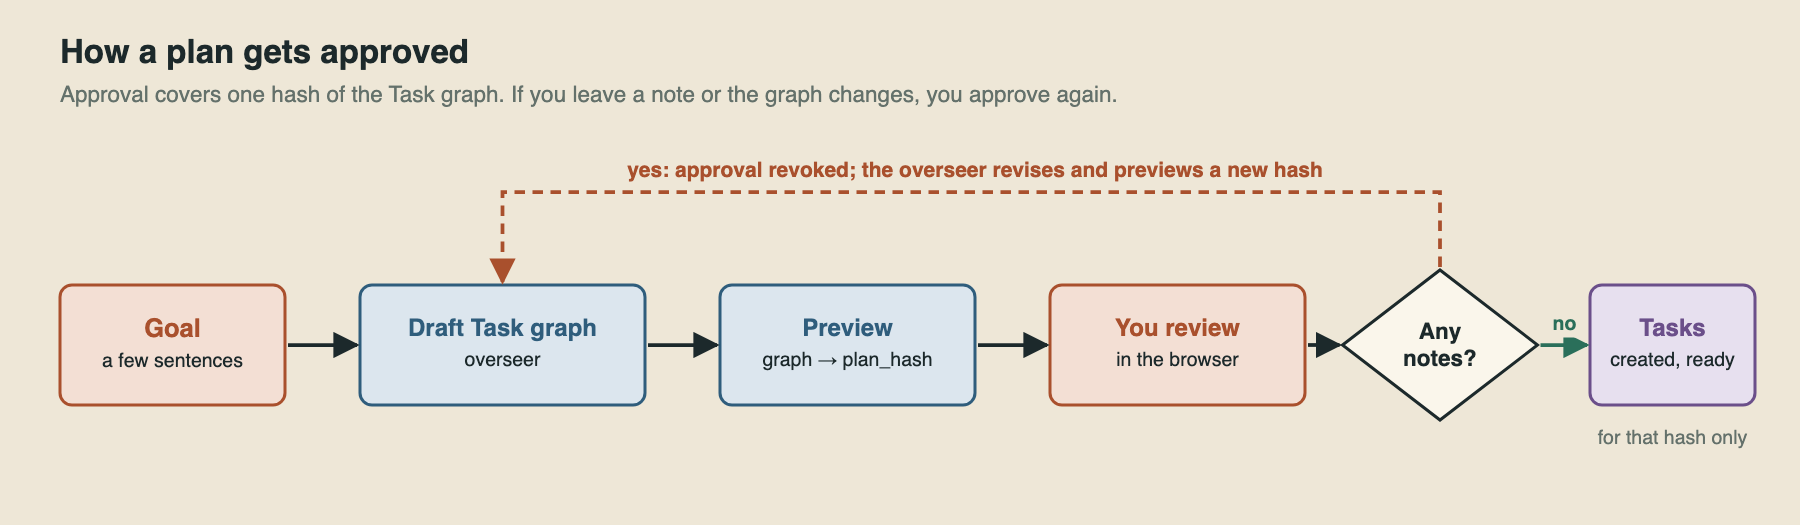 How a plan gets approved
Approval covers one hash of the Task graph. If you leave a note or the graph changes, you approve again.
yes: approval revoked; the overseer revises and previews a new hash
Goal
a few sentences
Draft Task graph
overseer
Preview
graph → plan_hash
You review
in the browser
Any
notes?
no
Tasks
created, ready
for that hash only